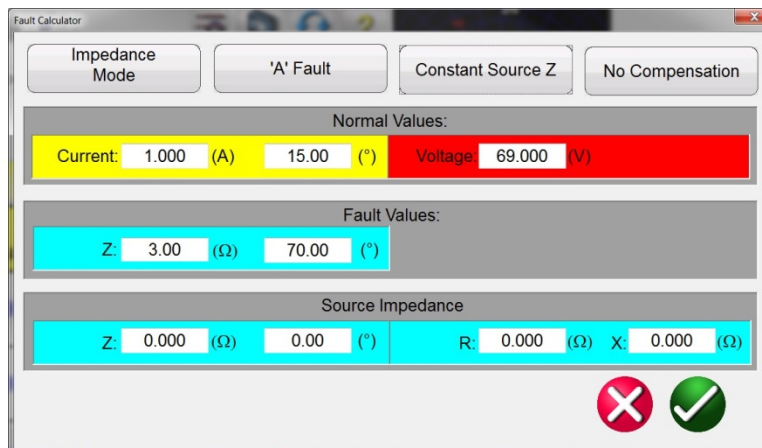 Fault Calculator
Impedance
Mode
'A' Fault
Constant Source Z
No Compensation
Normal Values:
Current: 1.000 (A) 15.00 (°) Voltage: 69.000 (V)
Fault Values:
Z: 3.00 (Ω) 70.00 (°)
Source Impedance
Z: 0.000 (Ω) 0.00 (°) R: 0.000 (Ω) X: 0.000 (Ω)